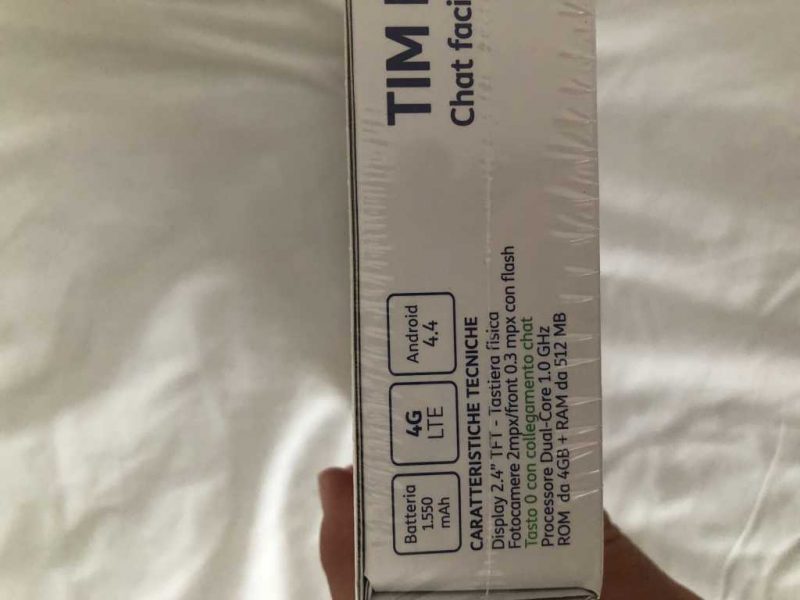 TIM
Chat faci
Batteria
1.550
mAh
4G
LTE
Android
4.4
CARATTERISTICHE TECNICHE
Display 2.4" TFT - Tastiera fisica
Fotocamere 2mpx/front 0.3 mpx con flash
Tasto 0 con collegamento chat
Processore Dual-Core 1.0 GHz
ROM da 4GB + RAM da 512 MB